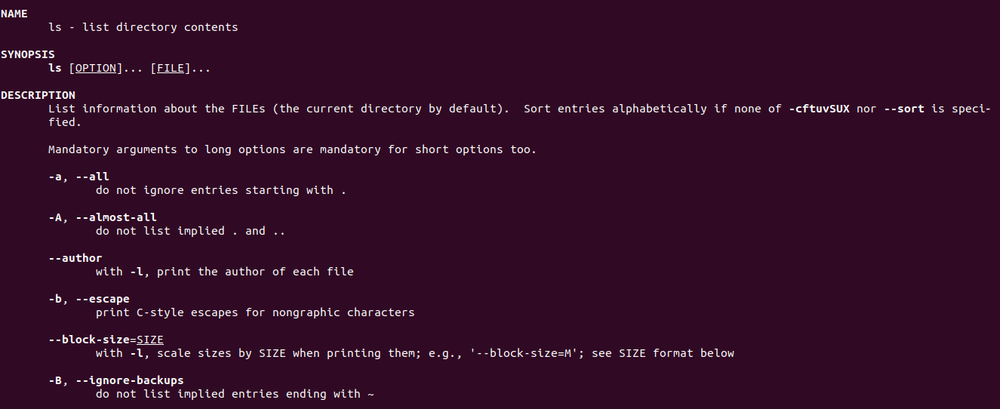 NAME
ls - list directory contents
SYNOPSIS
ls [OPTION]... [FILE]...
DESCRIPTION
List information about the FILEs (the current directory by default).  Sort entries alphabetically if none of -cftuvSUX nor --sort is speci-
fied.
Mandatory arguments to long options are mandatory for short options too.
-a, --all
do not ignore entries starting with .
-A, --almost-all
do not list implied . and ..
--author
with -l, print the author of each file
-b, --escape
print C-style escapes for nongraphic characters
--block-size=SIZE
with -l, scale sizes by SIZE when printing them; e.g., '--block-size=M'; see SIZE format below
-B, --ignore-backups
do not list implied entries ending with ~